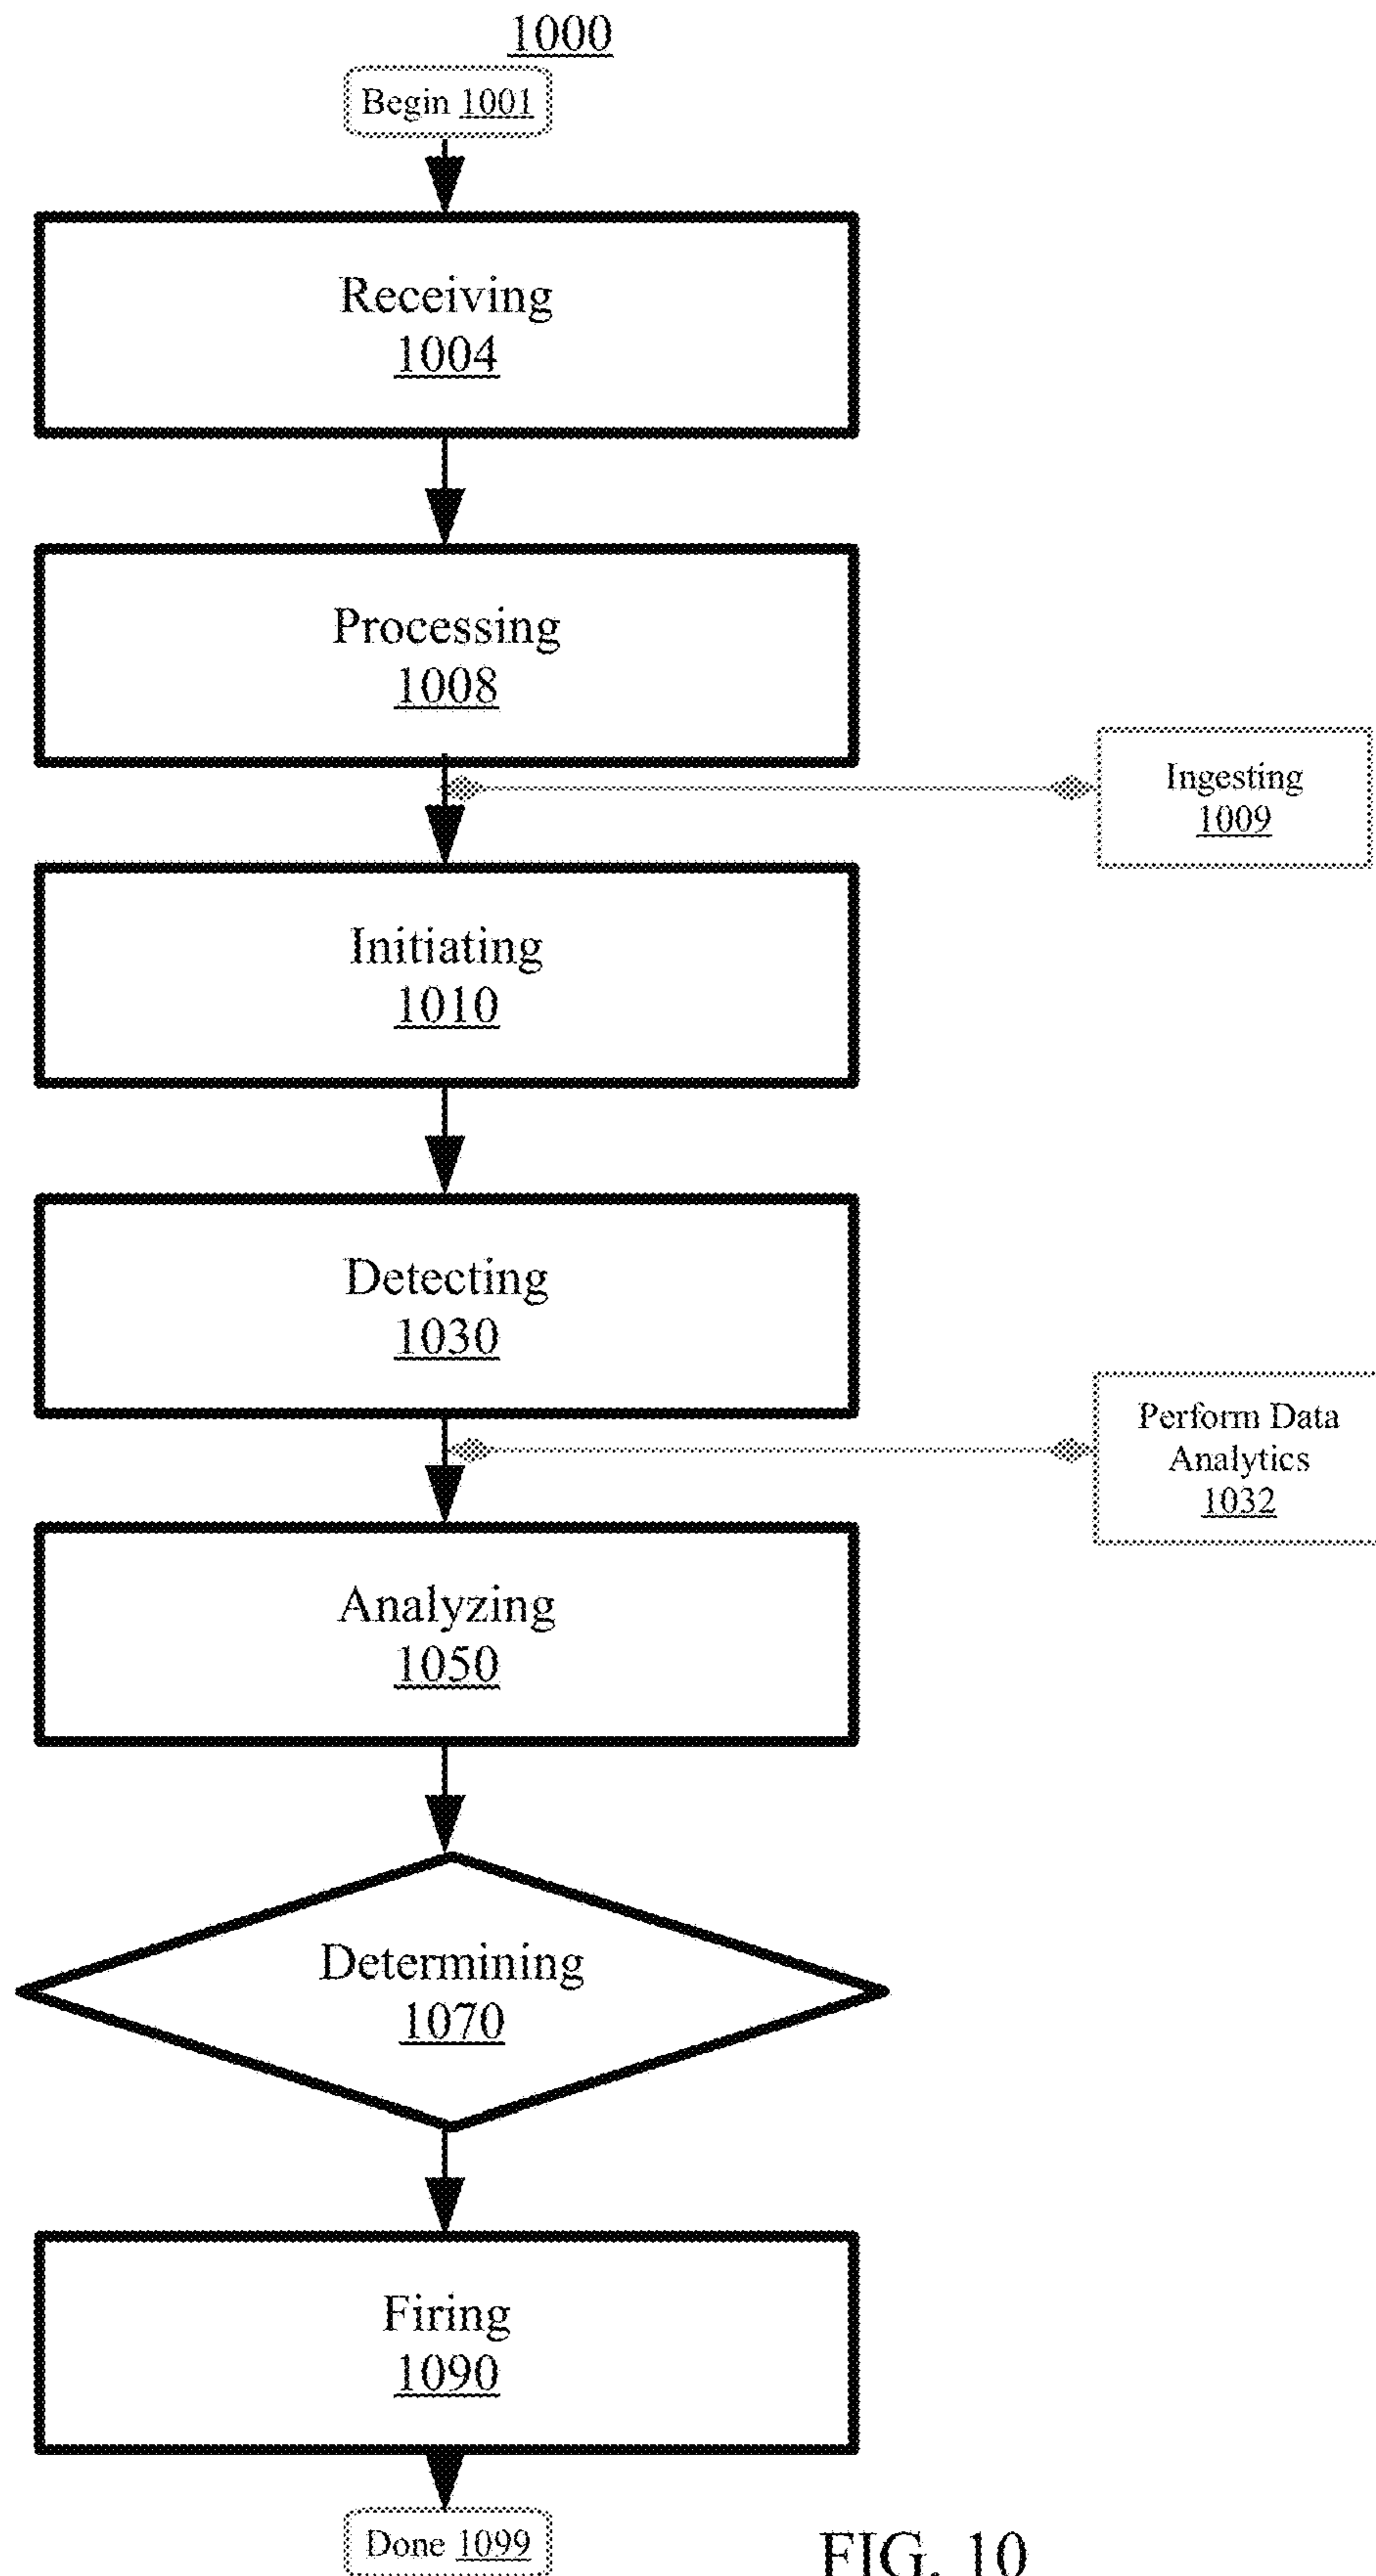 1000
Begin 1001
Receiving
1004
Processing
1008
Ingesting
1009
Initiating
1010
Detecting
1030
Perform Data
Analytics
1032
Analyzing
1050
Determining
1070
Firing
1090
Done 1099
FIG. 10